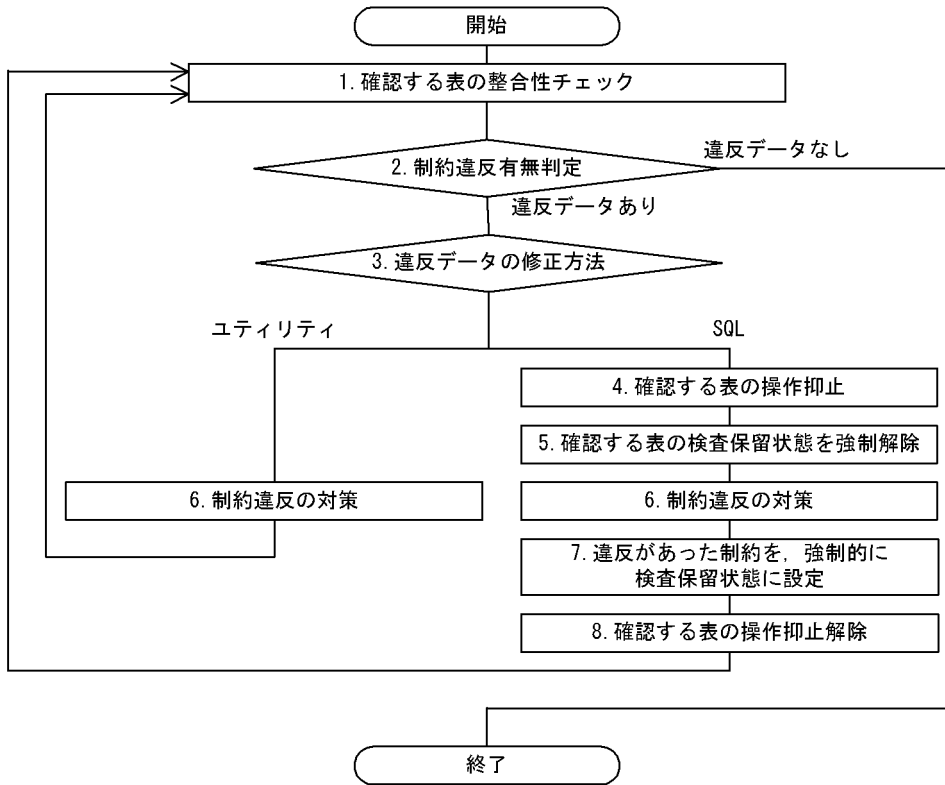 開始
1.確認する表の整合性チェック
2.制約違反有無判定
違反データなし
違反データあり
3.違反データの修正方法
ユティリティ
SQL
4.確認する表の操作抑止
5.確認する表の検査保留状態を強制解除
6.制約違反の対策
6.制約違反の対策
7.違反があった制約を，強制的に
検査保留状態に設定
8.確認する表の操作抑止解除
終了